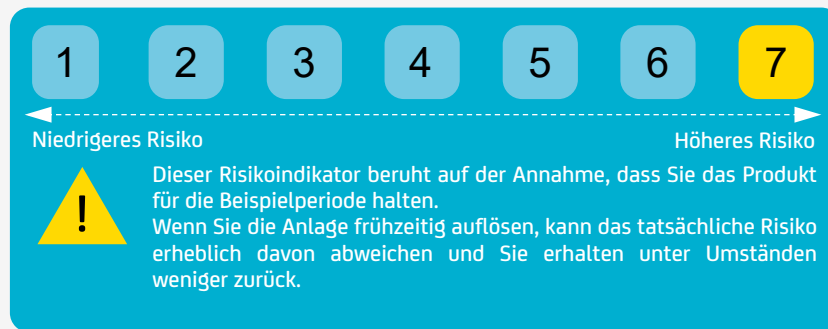 1 2 3 4 5 6 7
Niedrigeres Risiko Höheres Risiko
Dieser Risikoindikator beruht auf der Annahme, dass Sie das Produkt
für die Beispielperiode halten.
!
Wenn Sie die Anlage frühzeitig auflösen, kann das tatsächliche Risiko
erheblich davon abweichen und Sie erhalten unter Umständen
weniger zurück.